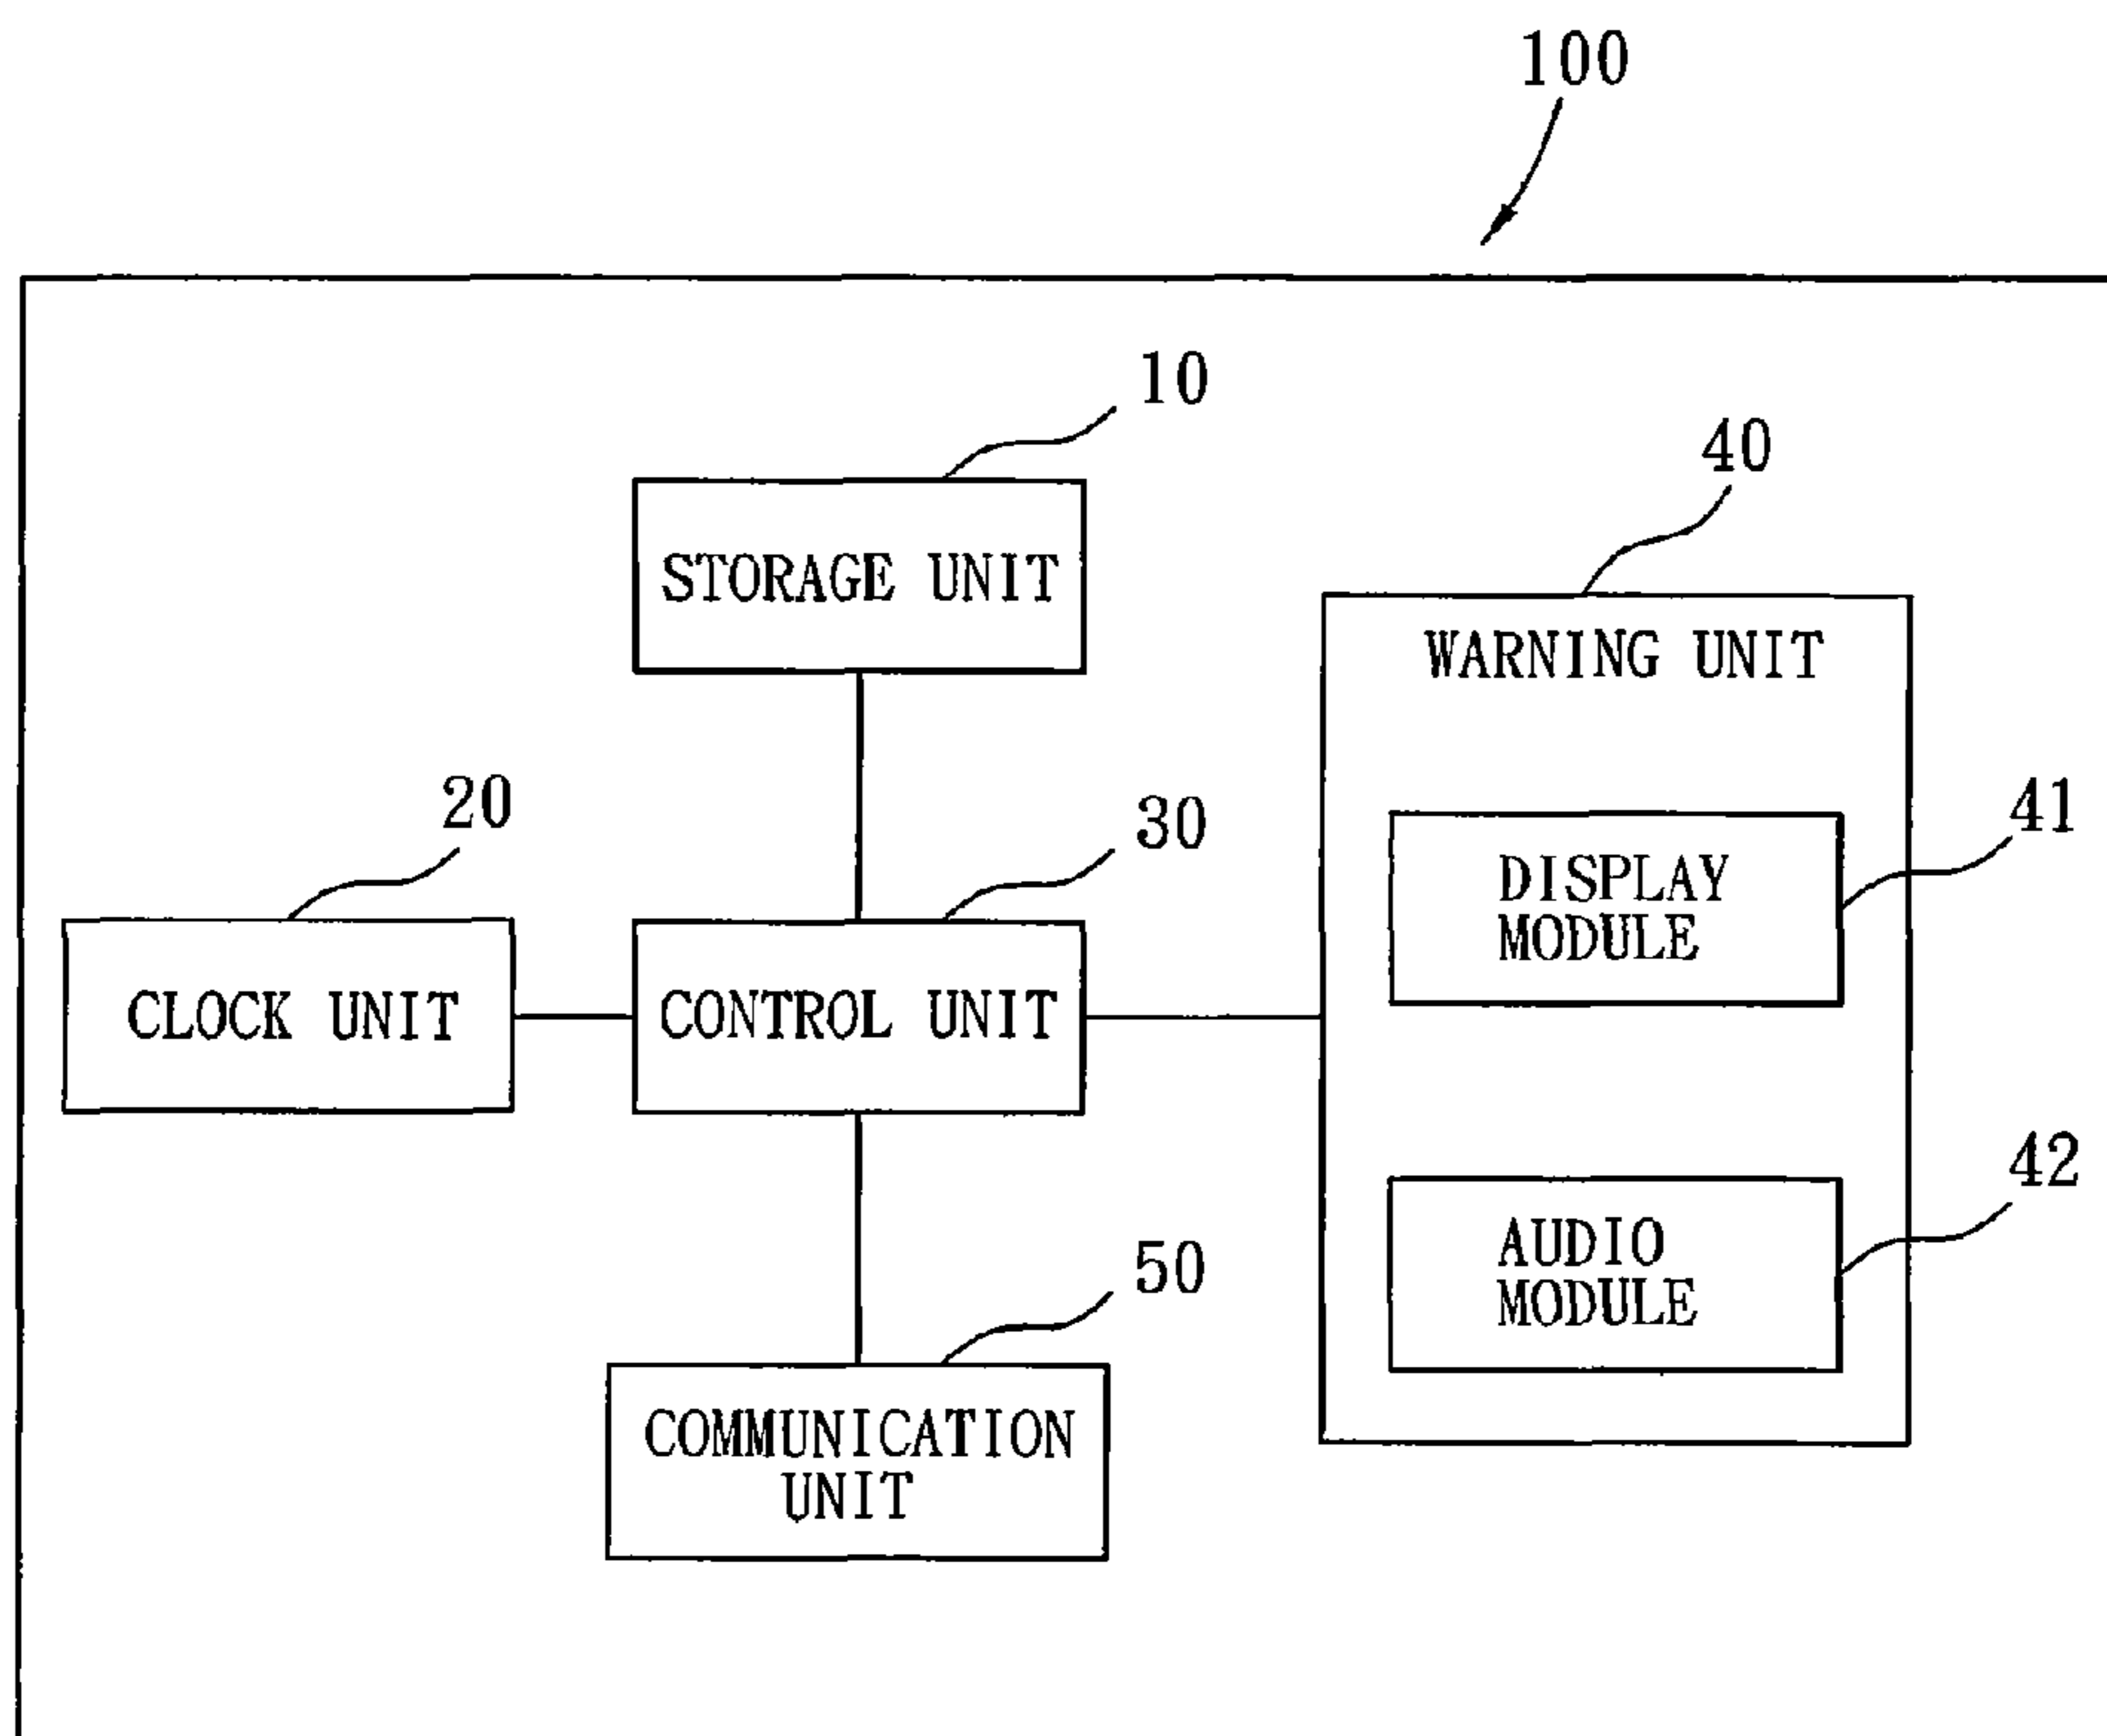 100
10
STORAGE UNIT
40
WARNING UNIT
20
30
41
DISPLAY
MODULE
CLOCK UNIT
CONTROL UNIT
42
AUDIO
MODULE
50
COMMUNICATION
UNIT